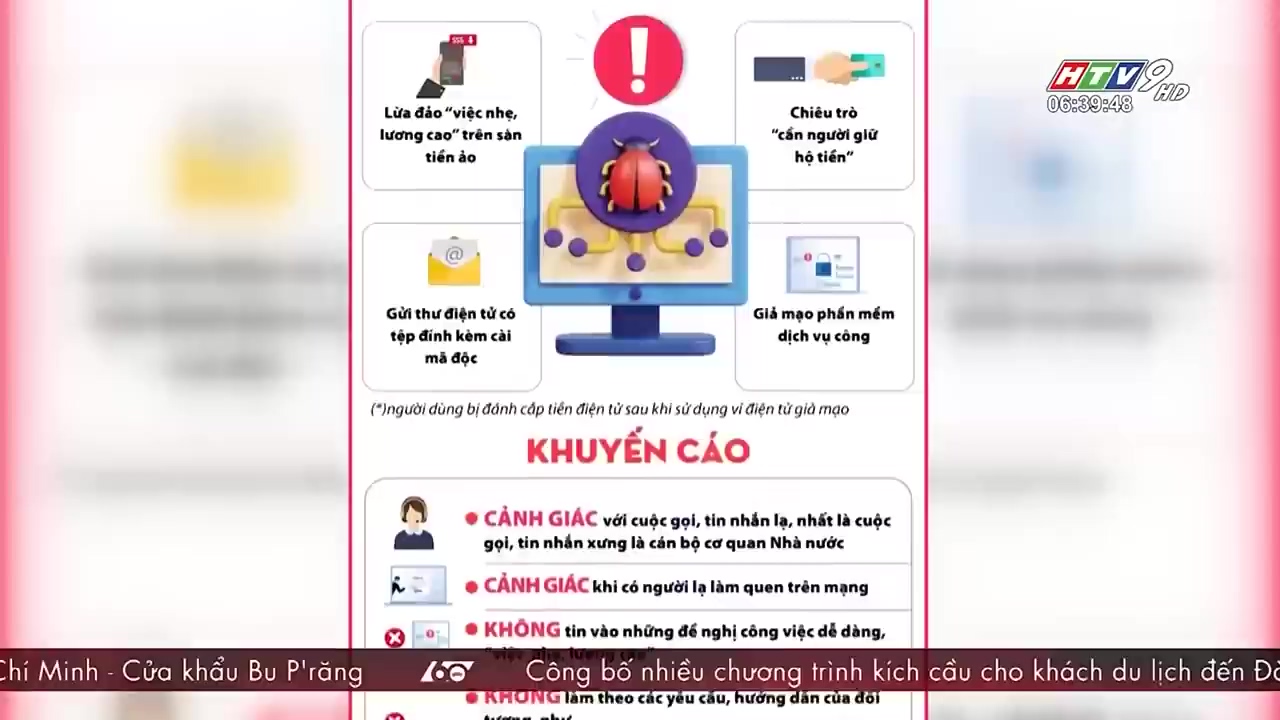 HTV9 HD
06:39:48
Lừa đảo "việc nhẹ,
lương cao" trên sàn
tiền ảo
Chiêu trò
"cần người giữ
hộ tiền"
Gửi thư điện tử có
tệp đính kèm cài
mã độc
Giả mạo phần mềm
dịch vụ công
(*)người dùng bị đánh cắp tiền điện tử sau khi sử dụng ví điện tử giả mạo
KHUYẾN CÁO
CẢNH GIÁC với cuộc gọi, tin nhắn lạ, nhất là cuộc
gọi, tin nhắn xưng là cán bộ cơ quan Nhà nước
CẢNH GIÁC khi có người lạ làm quen trên mạng
KHÔNG tin vào những đề nghị công việc dễ dàng,
"việc nhẹ, lương cao"
Chí Minh - Cửa khẩu Bu P'răng 60 Công bố nhiều chương trình kích cầu cho khách du lịch đến
KHÔNG làm theo các yêu cầu, hướng dẫn của đối
tượng, như